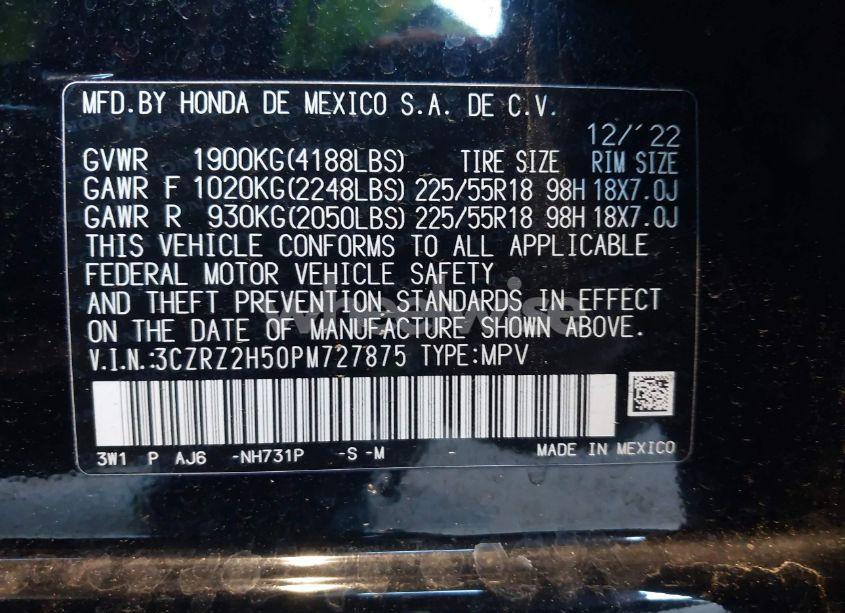 MFD.BY HONDA DE MEXICO S.A. DE C.V.
12/'22
GVWR 1900KG(4188LBS) TIRE SIZE RIM SIZE
GAWR F 1020KG(2248LBS) 225/55R18 98H 18X7.0J
GAWR R 930KG(2050LBS) 225/55R18 98H 18X7.0J
THIS VEHICLE CONFORMS TO ALL APPLICABLE
FEDERAL MOTOR VEHICLE SAFETY
AND THEFT PREVENTION STANDARDS IN EFFECT
wheelwise
ON THE DATE OF MANUFACTURE SHOWN ABOVE.
V.I.N.:3CZRZ2H50PM727875 TYPE:MPV
3W1 P AJ6 -NH731P -S -M - MADE IN MEXICO